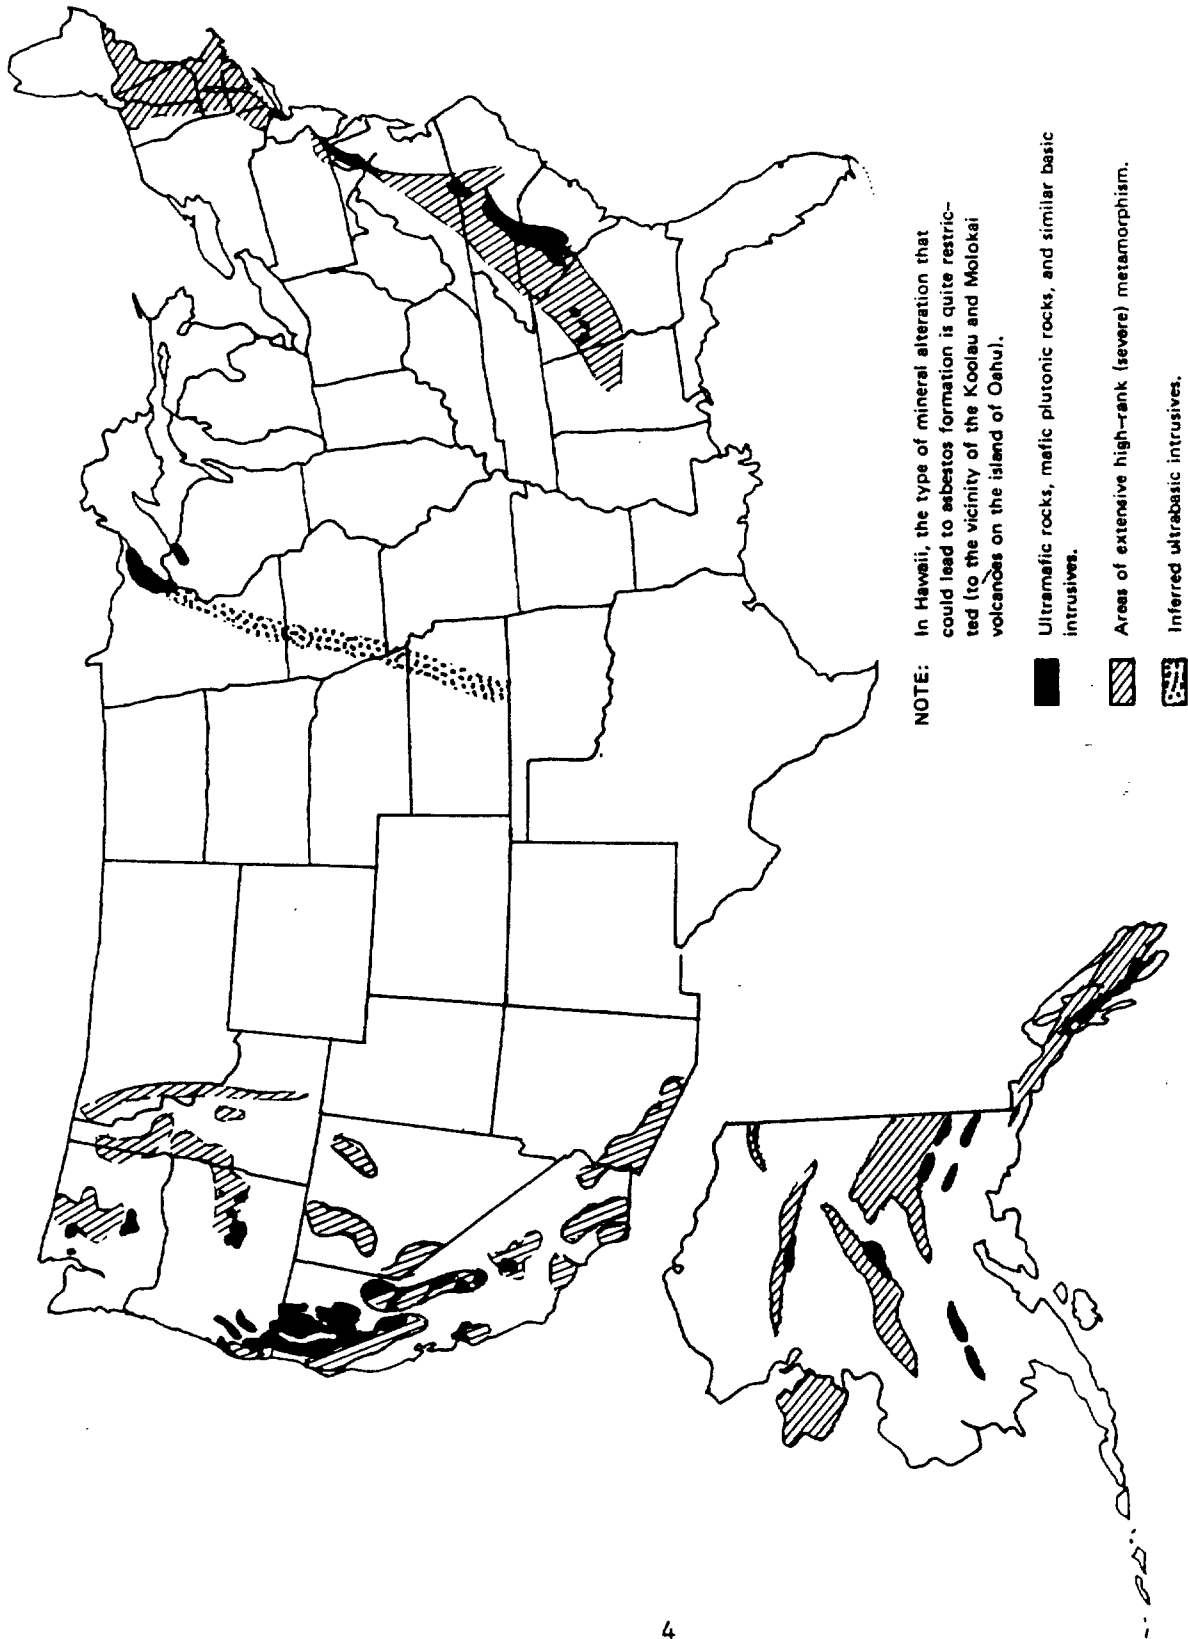 NOTE: In Hawaii, the type of mineral alteration that
could lead to asbestos formation is quite restric-
ted (to the vicinity of the Koolau and Molokai
volcanoes on the island of Oahu).
Ultramafic rocks, mafic plutonic rocks, and similar basic
intrusives.
Areas of extensive high-rank (severe) metamorphism.
Inferred ultrabasic intrusives.
4